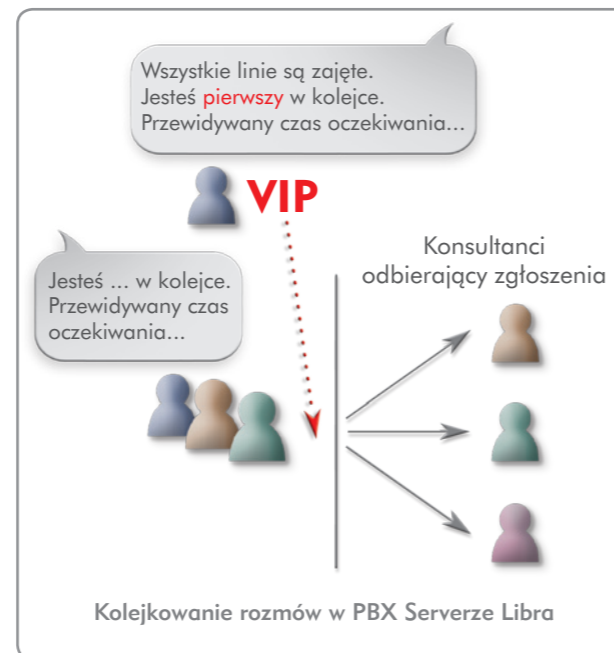 Wszystkie linie są zajęte.
Jesteś pierwszy w kolejce.
Przewidywany czas oczekiwania...
VIP
Jesteś ... w kolejce.
Przewidywany czas
oczekiwania...
Konsultanci
odbierający zgłoszenia
Kolejkowanie rozmów w PBX Serverze Libra